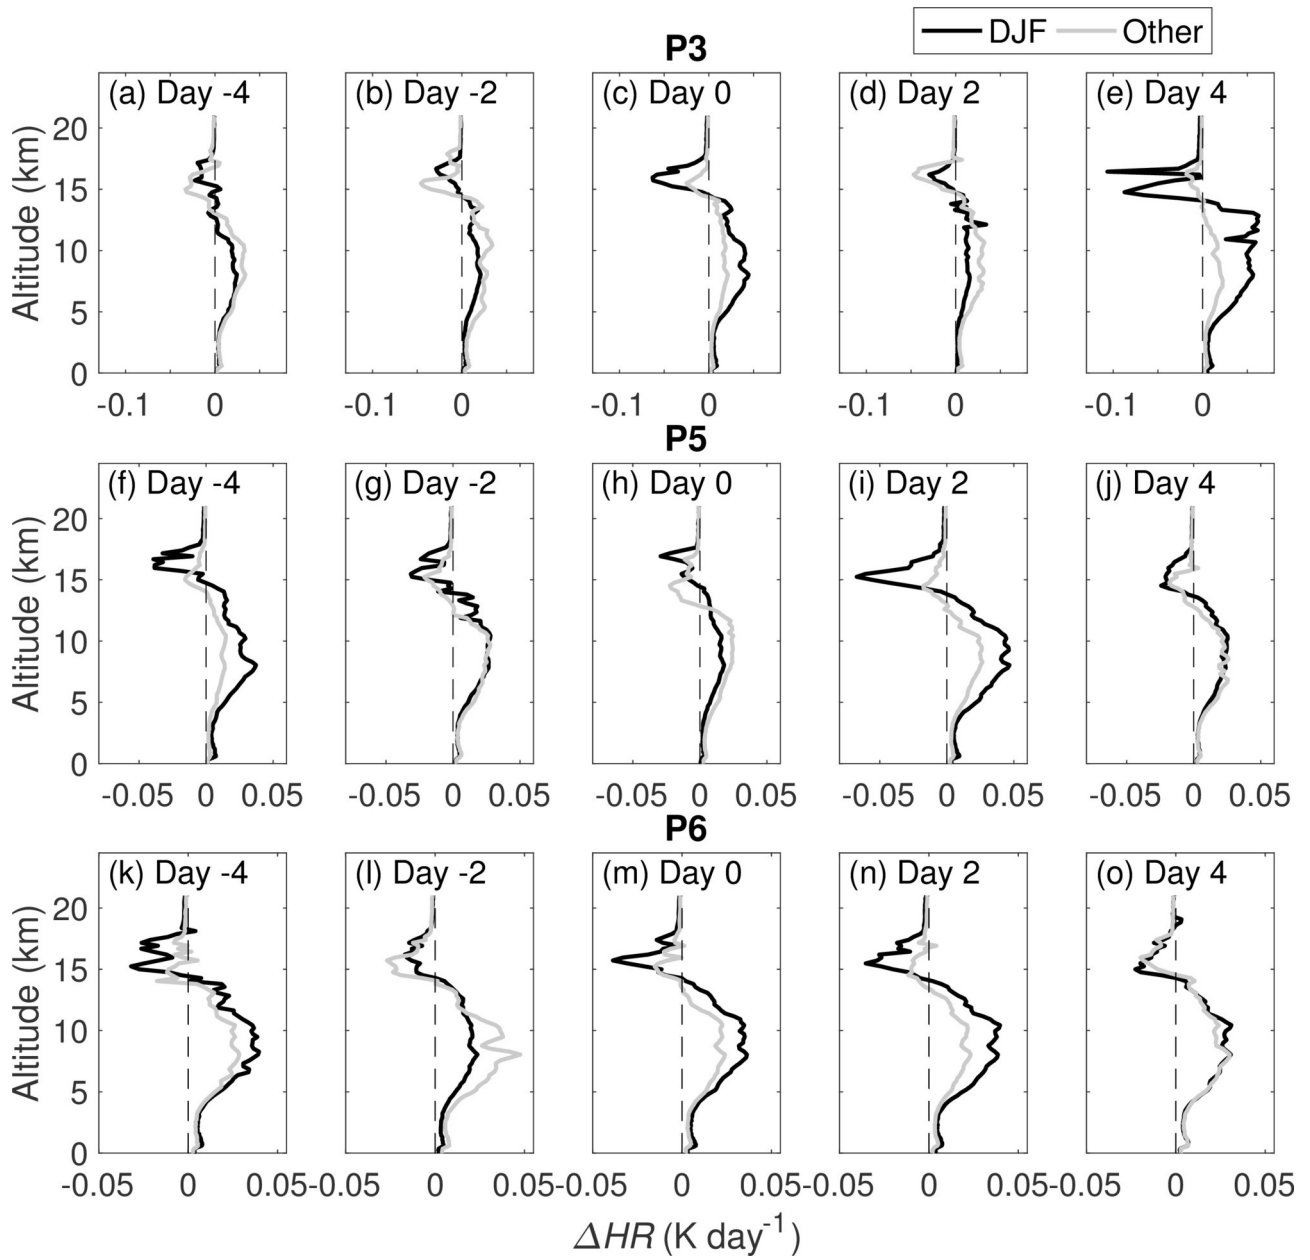 DJF Other
P3
(a) Day -4 (b) Day -2 (c) Day 0 (d) Day 2 (e) Day 4
Altitude (km)
20
15
10
5
0
-0.1 0 -0.1 0 -0.1 0 -0.1 0 -0.1 0
P5
(f) Day -4 (g) Day -2 (h) Day 0 (i) Day 2 (j) Day 4
Altitude (km)
20
15
10
5
0
-0.05 0 0.05 -0.05 0 0.05 -0.05 0 0.05 -0.05 0 0.05 -0.05 0 0.05
P6
(k) Day -4 (l) Day -2 (m) Day 0 (n) Day 2 (o) Day 4
Altitude (km)
20
15
10
5
0
-0.05 0 0.05 -0.05 0 0.05 -0.05 0 0.05 -0.05 0 0.05 -0.05 0 0.05
ΔHR (K day⁻¹)